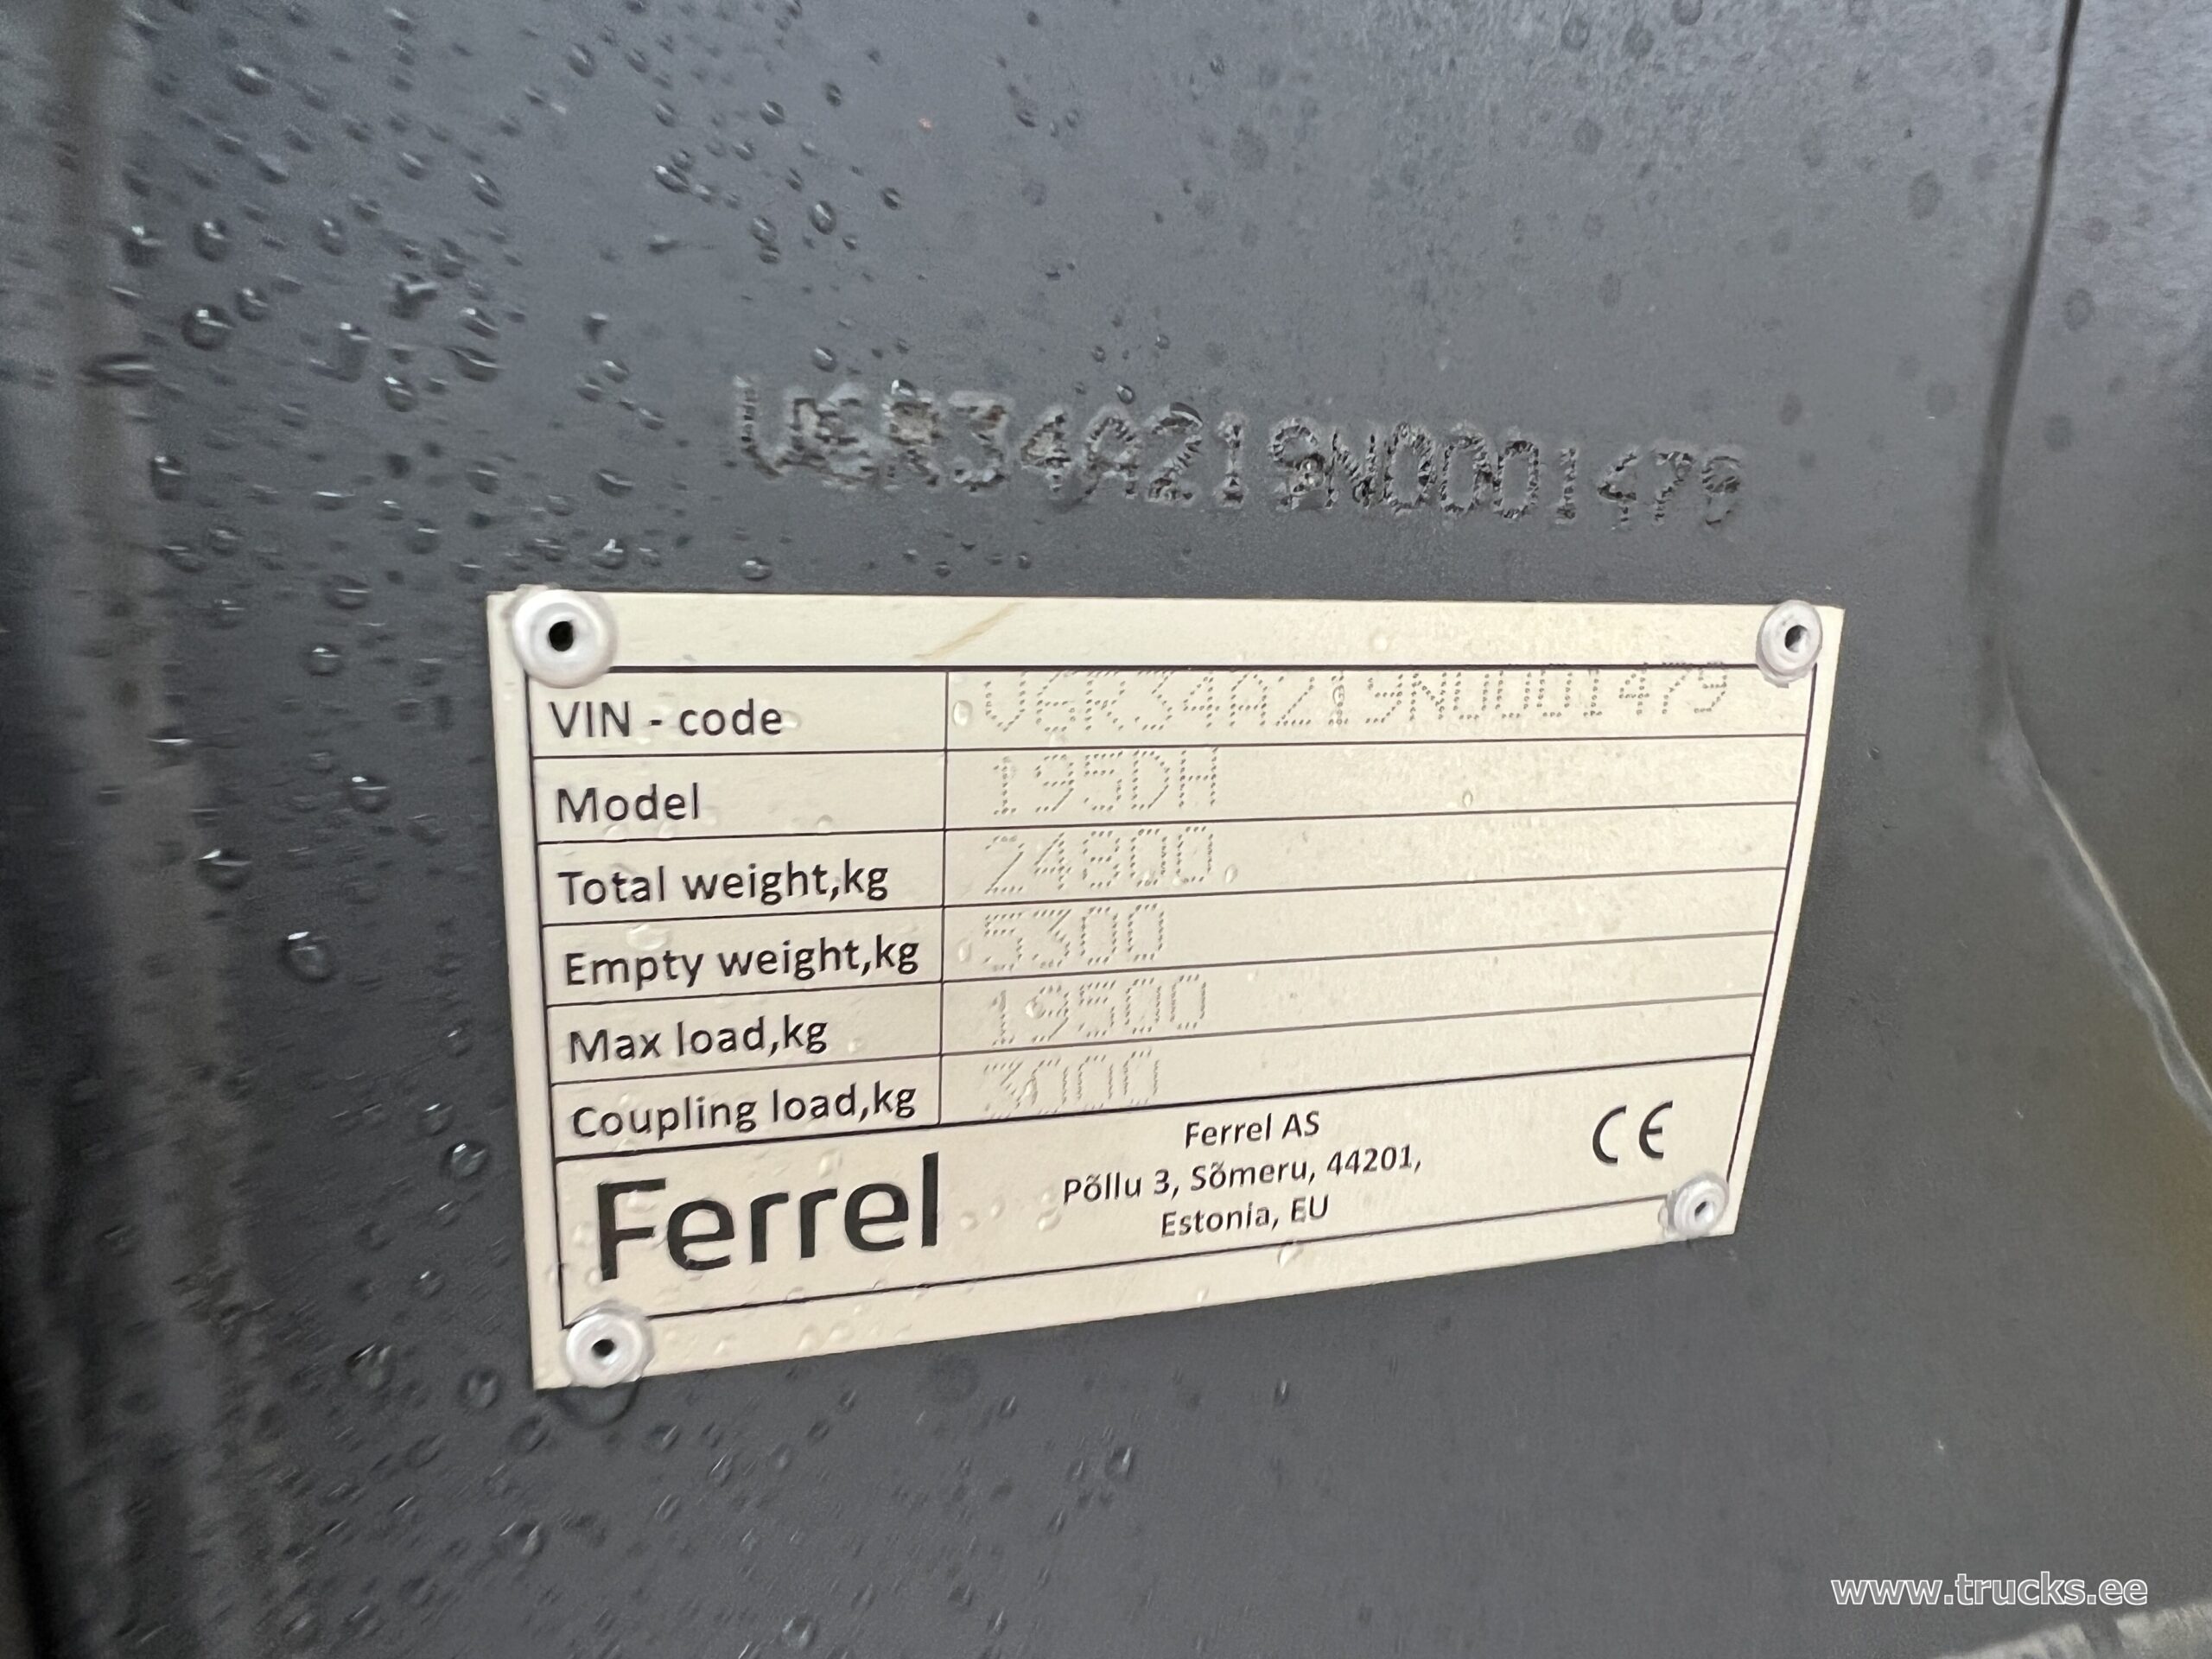 U6R34A219N0001479
VIN - code U6R34A219N0001479
Model 195DH
Total weight,kg 24800
Empty weight,kg 5300
Max load,kg 19500
Coupling load,kg 3000
Ferrel
Ferrel AS
Põllu 3, Sõmeru, 44201,
Estonia, EU
CE
www.trucks.ee